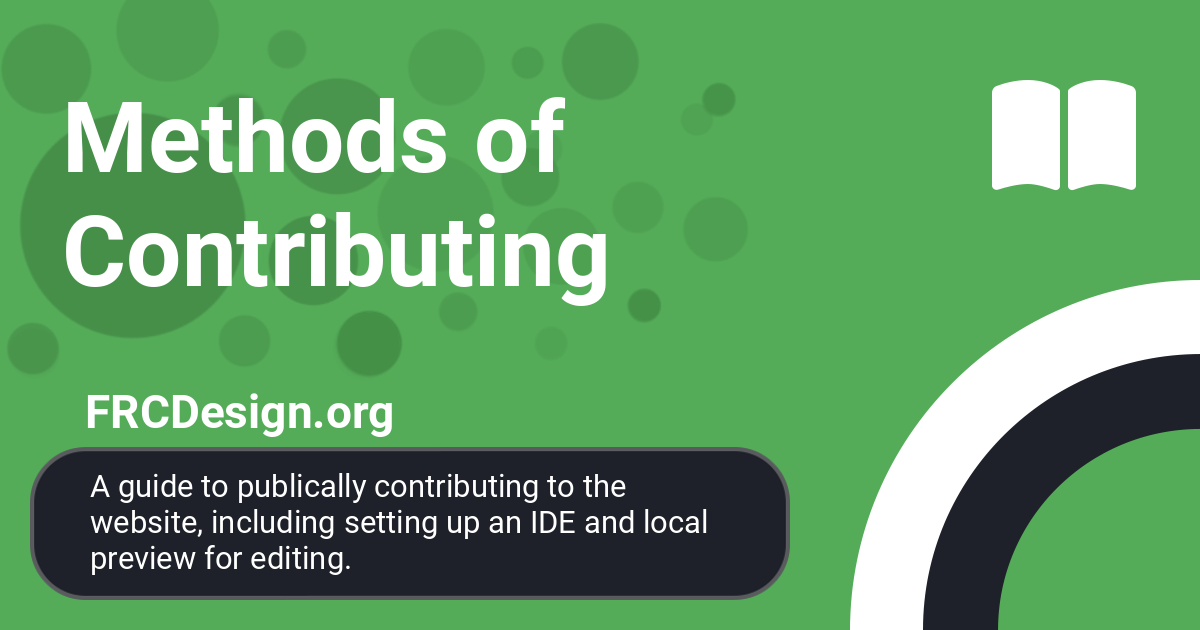 Methods of
Contributing
FRCDesign.org
A guide to publically contributing to the
website, including setting up an IDE and local
preview for editing.